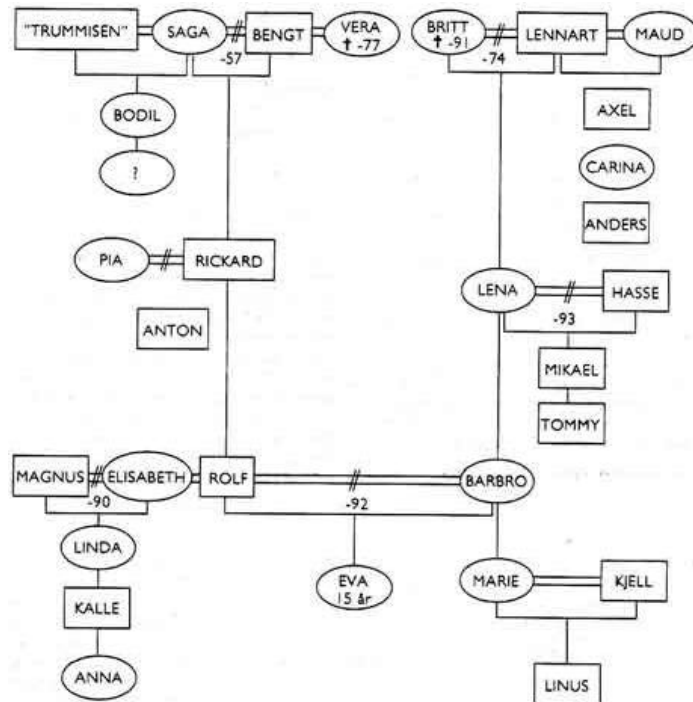 "TRUMMISEN"
SAGA
BENGT
VERA
† -77
BRITT
† -91
LENNART
MAUD
-57
-74
BODIL
AXEL
?
CARINA
ANDERS
PIA
RICKARD
LENA
HASSE
ANTON
-93
MIKAEL
TOMMY
MAGNUS
ELISABETH
ROLF
BARBRO
-90
-92
LINDA
EVA
15 år
MARIE
KJELL
KALLE
ANNA
LINUS